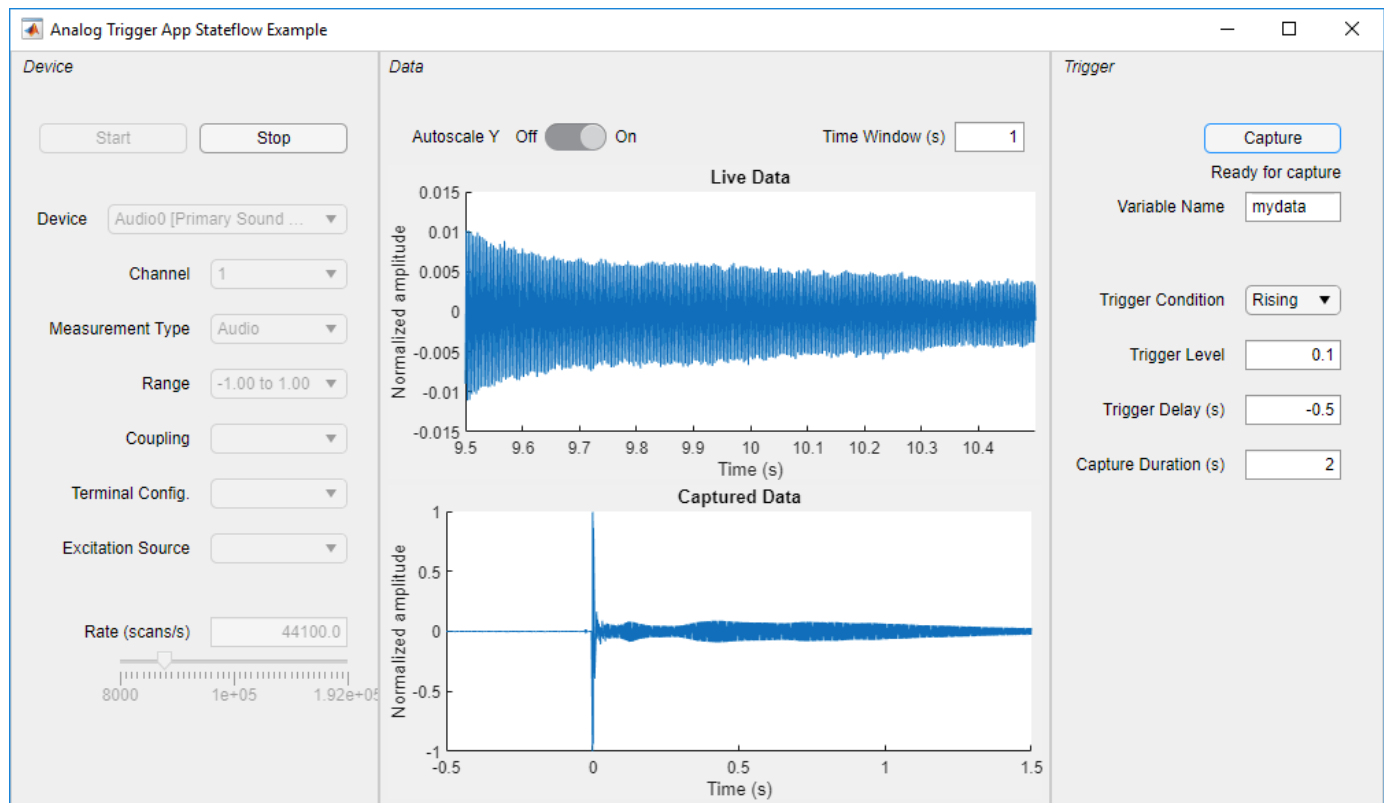 Analog Trigger App Stateflow Example
Device
Start Stop
Device Audio0 [Primary Sound ...
Channel 1
Measurement Type Audio
Range -1.00 to 1.00
Coupling
Terminal Config.
Excitation Source
Rate (scans/s) 44100.0
8000 1e+05 1.92e+05
Data
Autoscale Y Off On Time Window (s) 1
Live Data
Normalized amplitude
0.015
0.01
0.005
0
-0.005
-0.01
-0.015
9.5 9.6 9.7 9.8 9.9 10 10.1 10.2 10.3 10.4
Time (s)
Captured Data
Normalized amplitude
1
0.5
0
-0.5
-1
-0.5 0 0.5 1 1.5
Time (s)
Trigger
Capture
Ready for capture
Variable Name mydata
Trigger Condition Rising
Trigger Level 0.1
Trigger Delay (s) -0.5
Capture Duration (s) 2